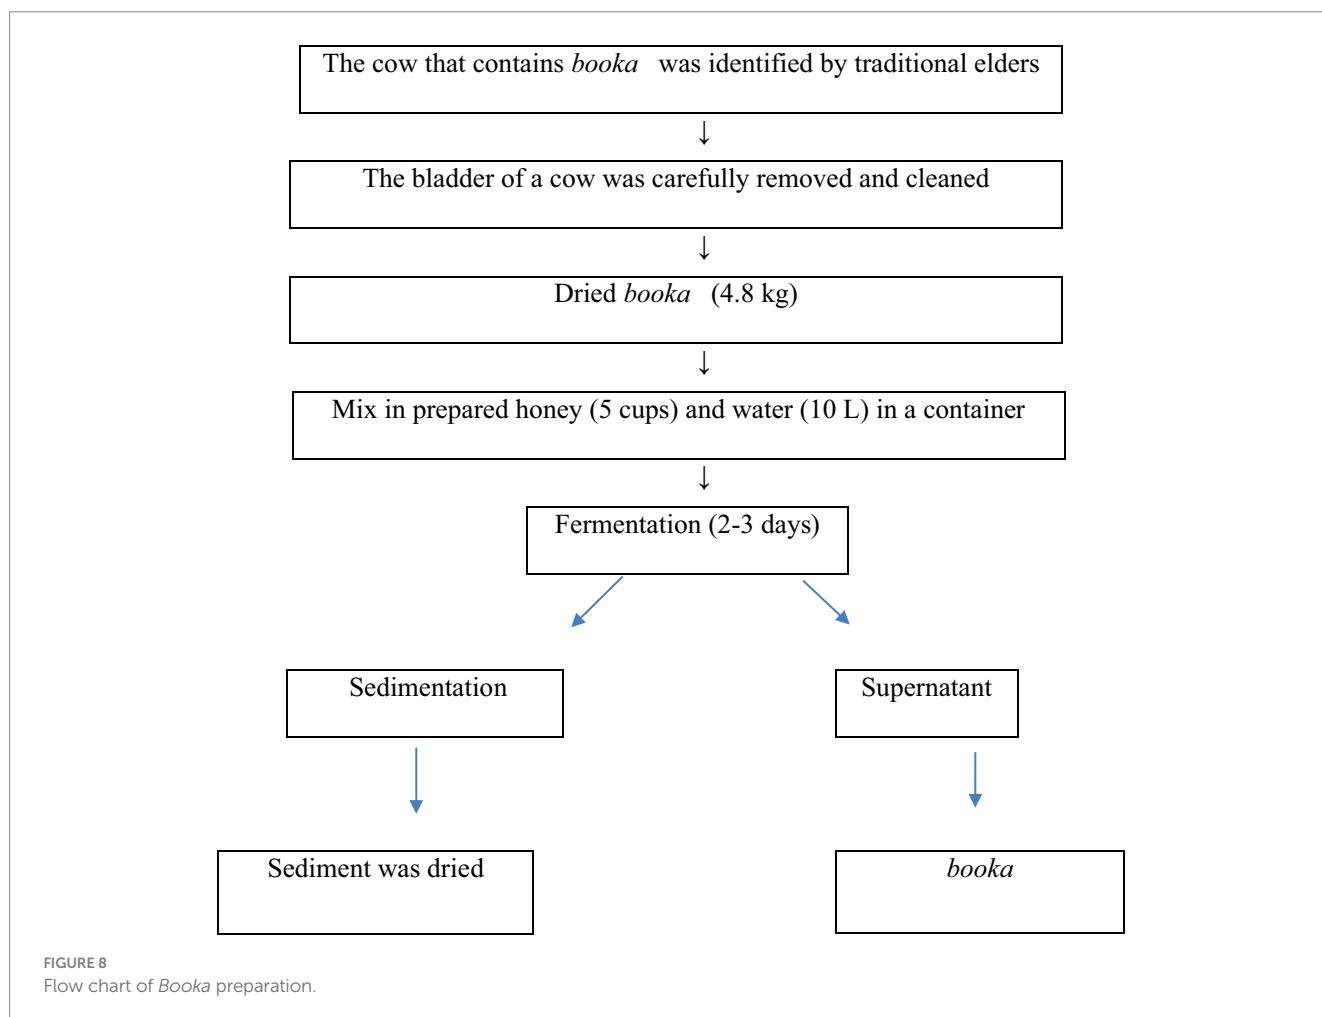 The cow that contains booka was identified by traditional elders
↓
The bladder of a cow was carefully removed and cleaned
↓
Dried booka (4.8 kg)
↓
Mix in prepared honey (5 cups) and water (10 L) in a container
↓
Fermentation (2-3 days)
Sedimentation
Supernatant
Sediment was dried
booka
FIGURE 8
Flow chart of Booka preparation.